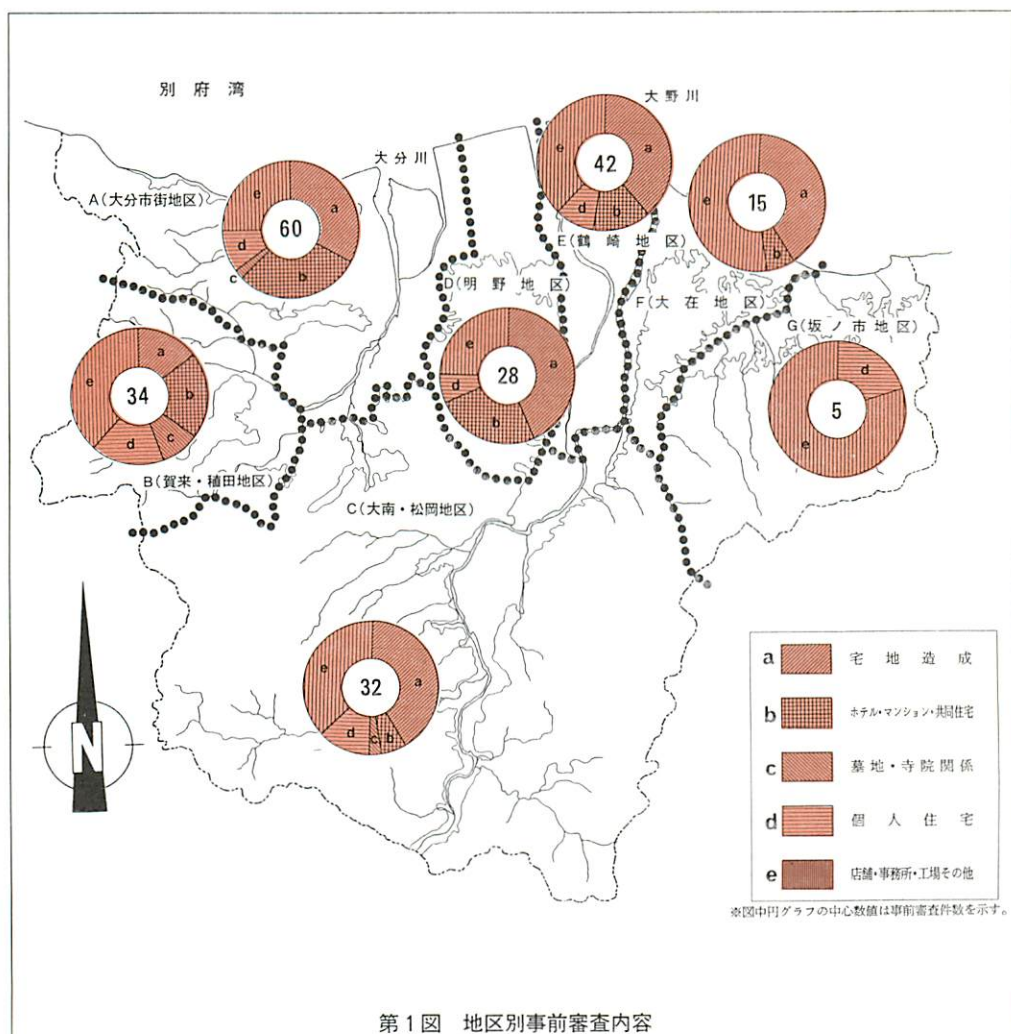 別府湾
大野川
大分川
A(大分市街地区)
e
a
60
d
c
b
e
a
42
d
b
E(鶴崎地区)
e
a
15
b
D(明野地区)
F(大在地区)
G(坂ノ市地区)
e
a
34
b
d
c
B(賀来・稙田地区)
e
a
28
d
b
d
5
e
C(大南・松岡地区)
e
a
32
d
c
b
N
a 宅地造成
b ホテル・マンション・共同住宅
c 墓地・寺院関係
d 個人住宅
e 店舗・事務所・工場その他
※図中円グラフの中心数値は事前審査件数を示す。
第1図 地区別事前審査内容